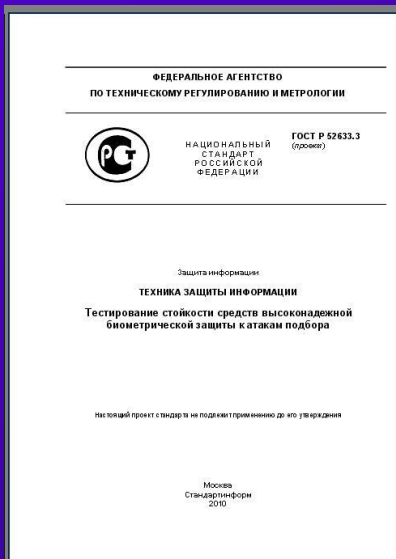 ФЕДЕРАЛЬНОЕ АГЕНТСТВО
ПО ТЕХНИЧЕСКОМУ РЕГУЛИРОВАНИЮ И МЕТРОЛОГИИ
РСТ
НАЦИОНАЛЬНЫЙ
СТАНДАРТ
РОССИЙСКОЙ
ФЕДЕРАЦИИ
ГОСТ Р 52633.3
(проект)
Защита информации
ТЕХНИКА ЗАЩИТЫ ИНФОРМАЦИИ
Тестирование стойкости средств высоконадежной
биометрической защиты к атакам подбора
Настоящий проект стандарта не подлежит применению до его утверждения
Москва
Стандартинформ
2010